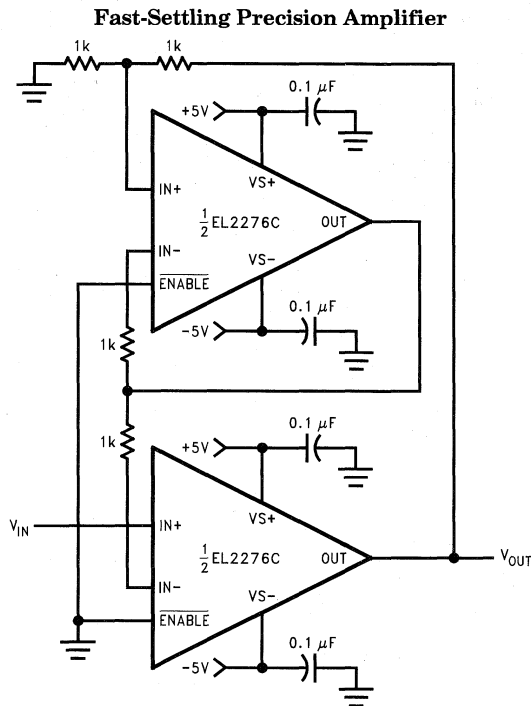 Fast-Settling Precision Amplifier
1k
1k
0.1 μF
+5V
VS+
IN+
1/2 EL2276C
OUT
IN-
VS-
ENABLE
0.1 μF
-5V
1k
1k
0.1 μF
+5V
VS+
VIN
IN+
1/2 EL2276C
OUT
VOUT
IN-
VS-
ENABLE
0.1 μF
-5V